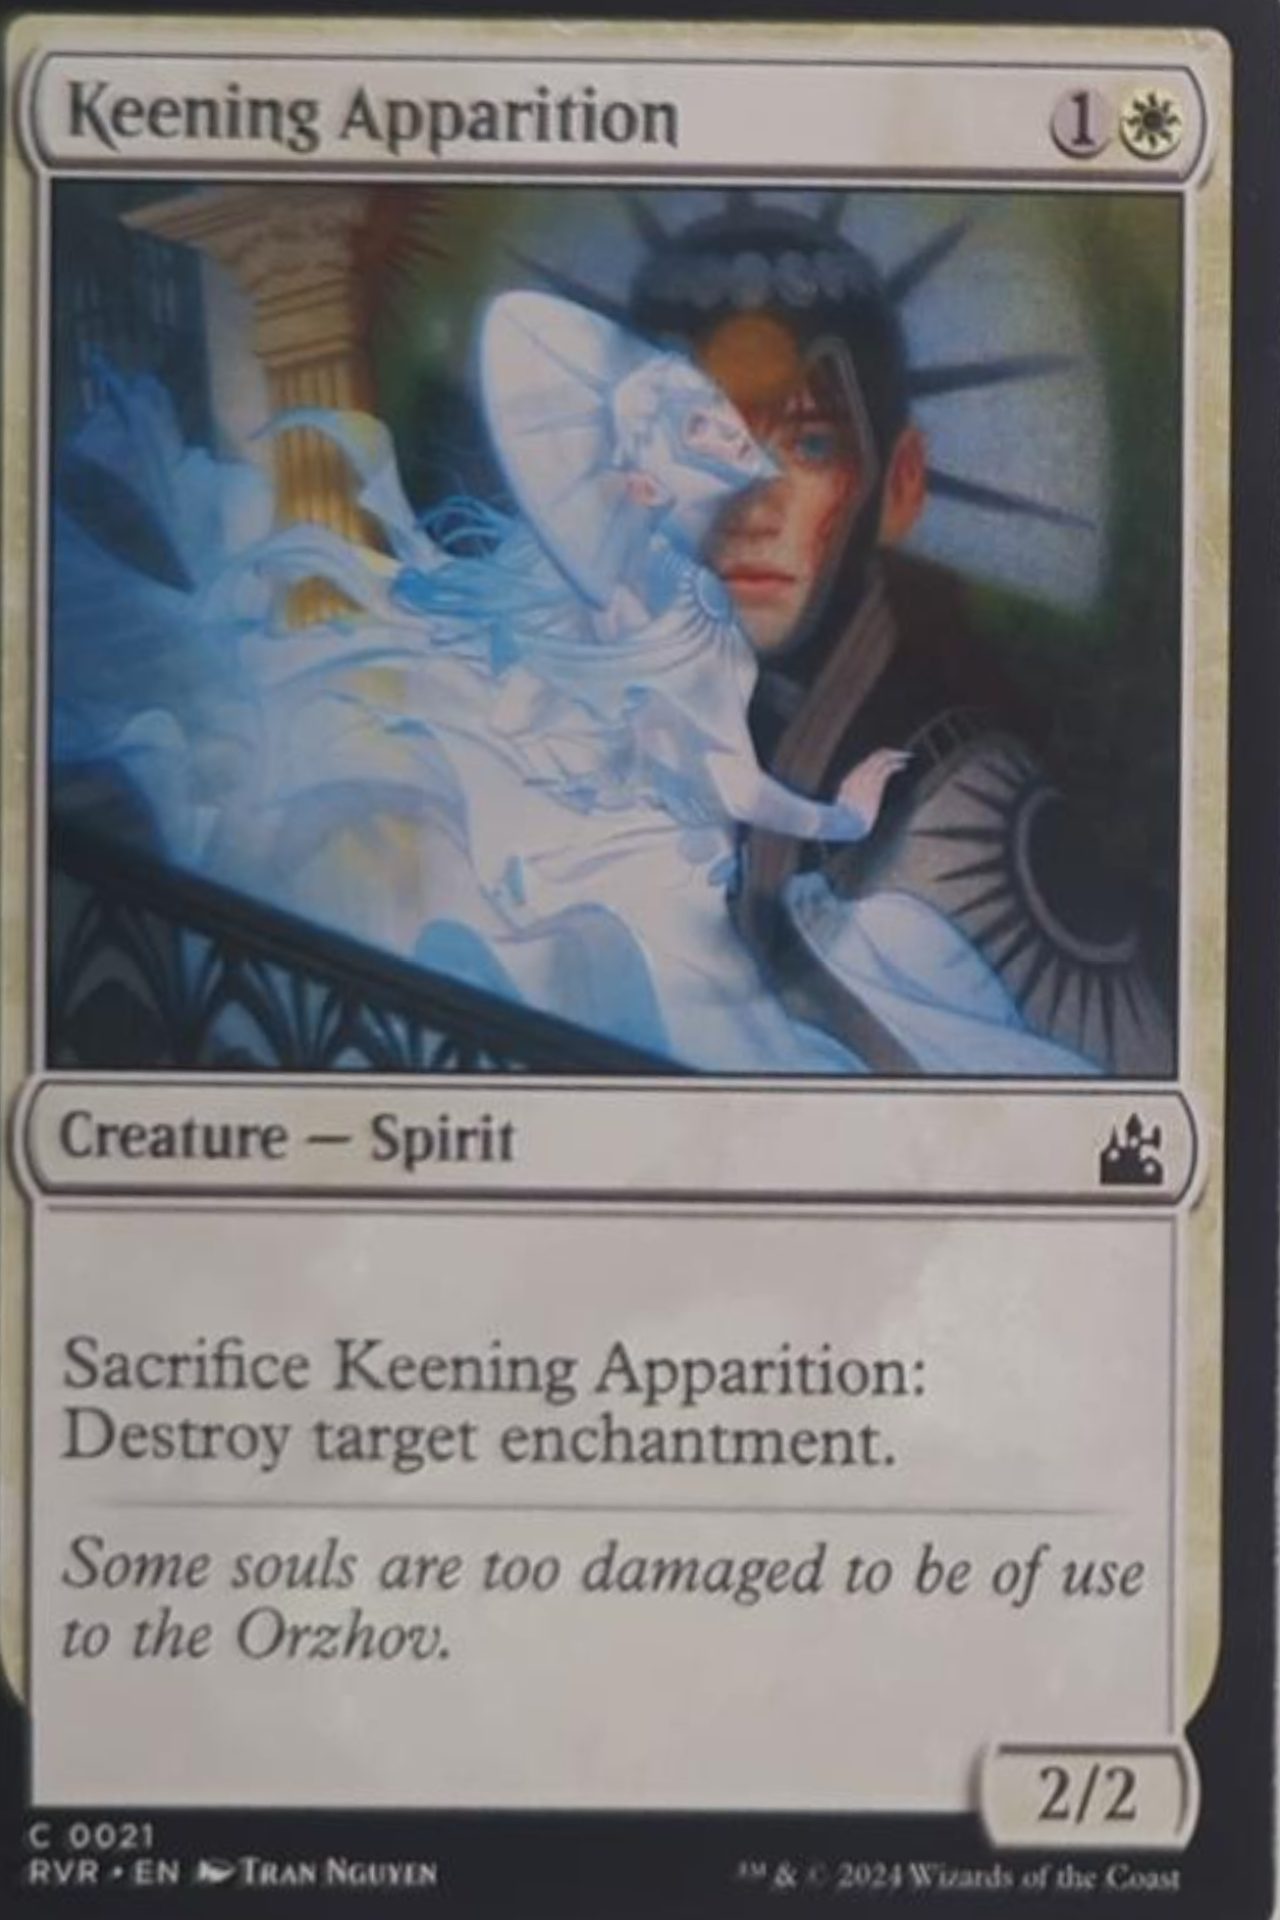 Keening Apparition 1
Creature — Spirit
Sacrifice Keening Apparition:
Destroy target enchantment.
Some souls are too damaged to be of use
to the Orzhov.
2/2
C 0021
RVR • EN Tran Nguyen
™ & © 2024 Wizards of the Coast